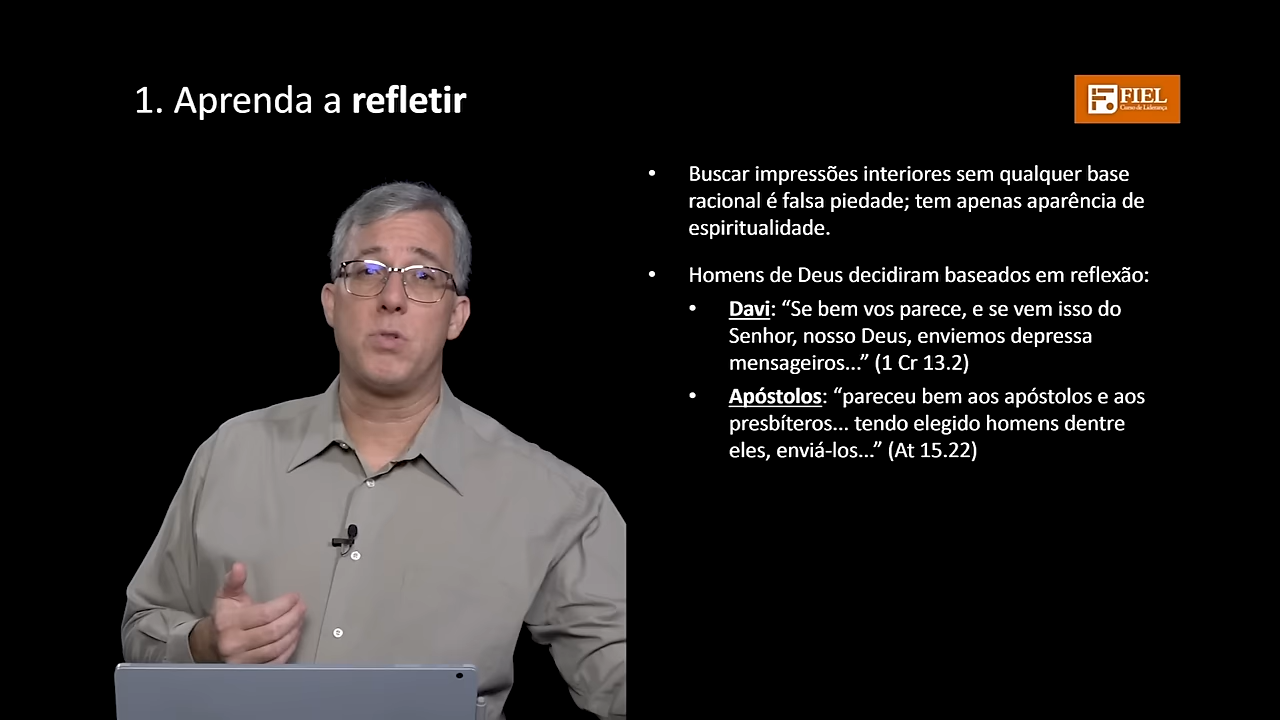 1. Aprenda a refletir
FIEL
Curso de Liderança
• Buscar impressões interiores sem qualquer base
racional é falsa piedade; tem apenas aparência de
espiritualidade.
• Homens de Deus decidiram baseados em reflexão:
• Davi: “Se bem vos parece, e se vem isso do
Senhor, nosso Deus, enviemos depressa
mensageiros...” (1 Cr 13.2)
• Apóstolos: “pareceu bem aos apóstolos e aos
presbíteros... tendo elegido homens dentre
eles, enviá-los...” (At 15.22)